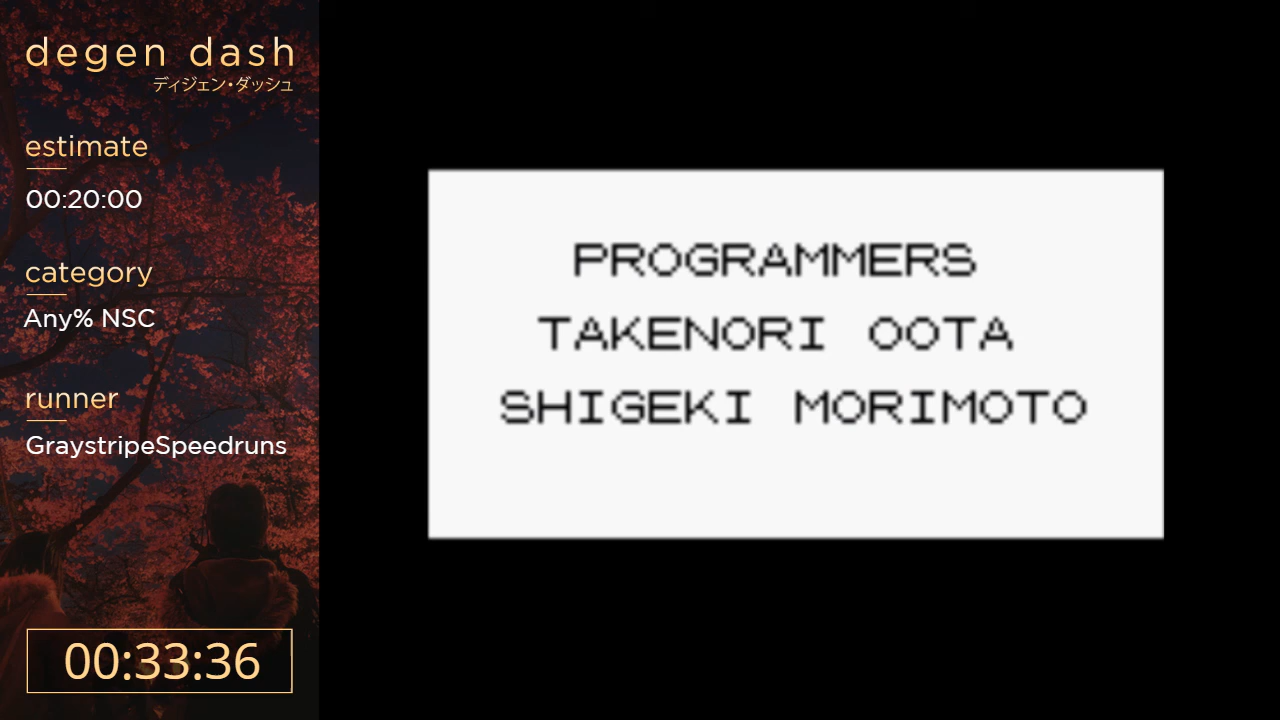 degen dash
ディジェン・ダッシュ
estimate
00:20:00
category
Any% NSC
runner
GraystripeSpeedruns
00:33:36
PROGRAMMERS
TAKENORI OOTA
SHIGEKI MORIMOTO